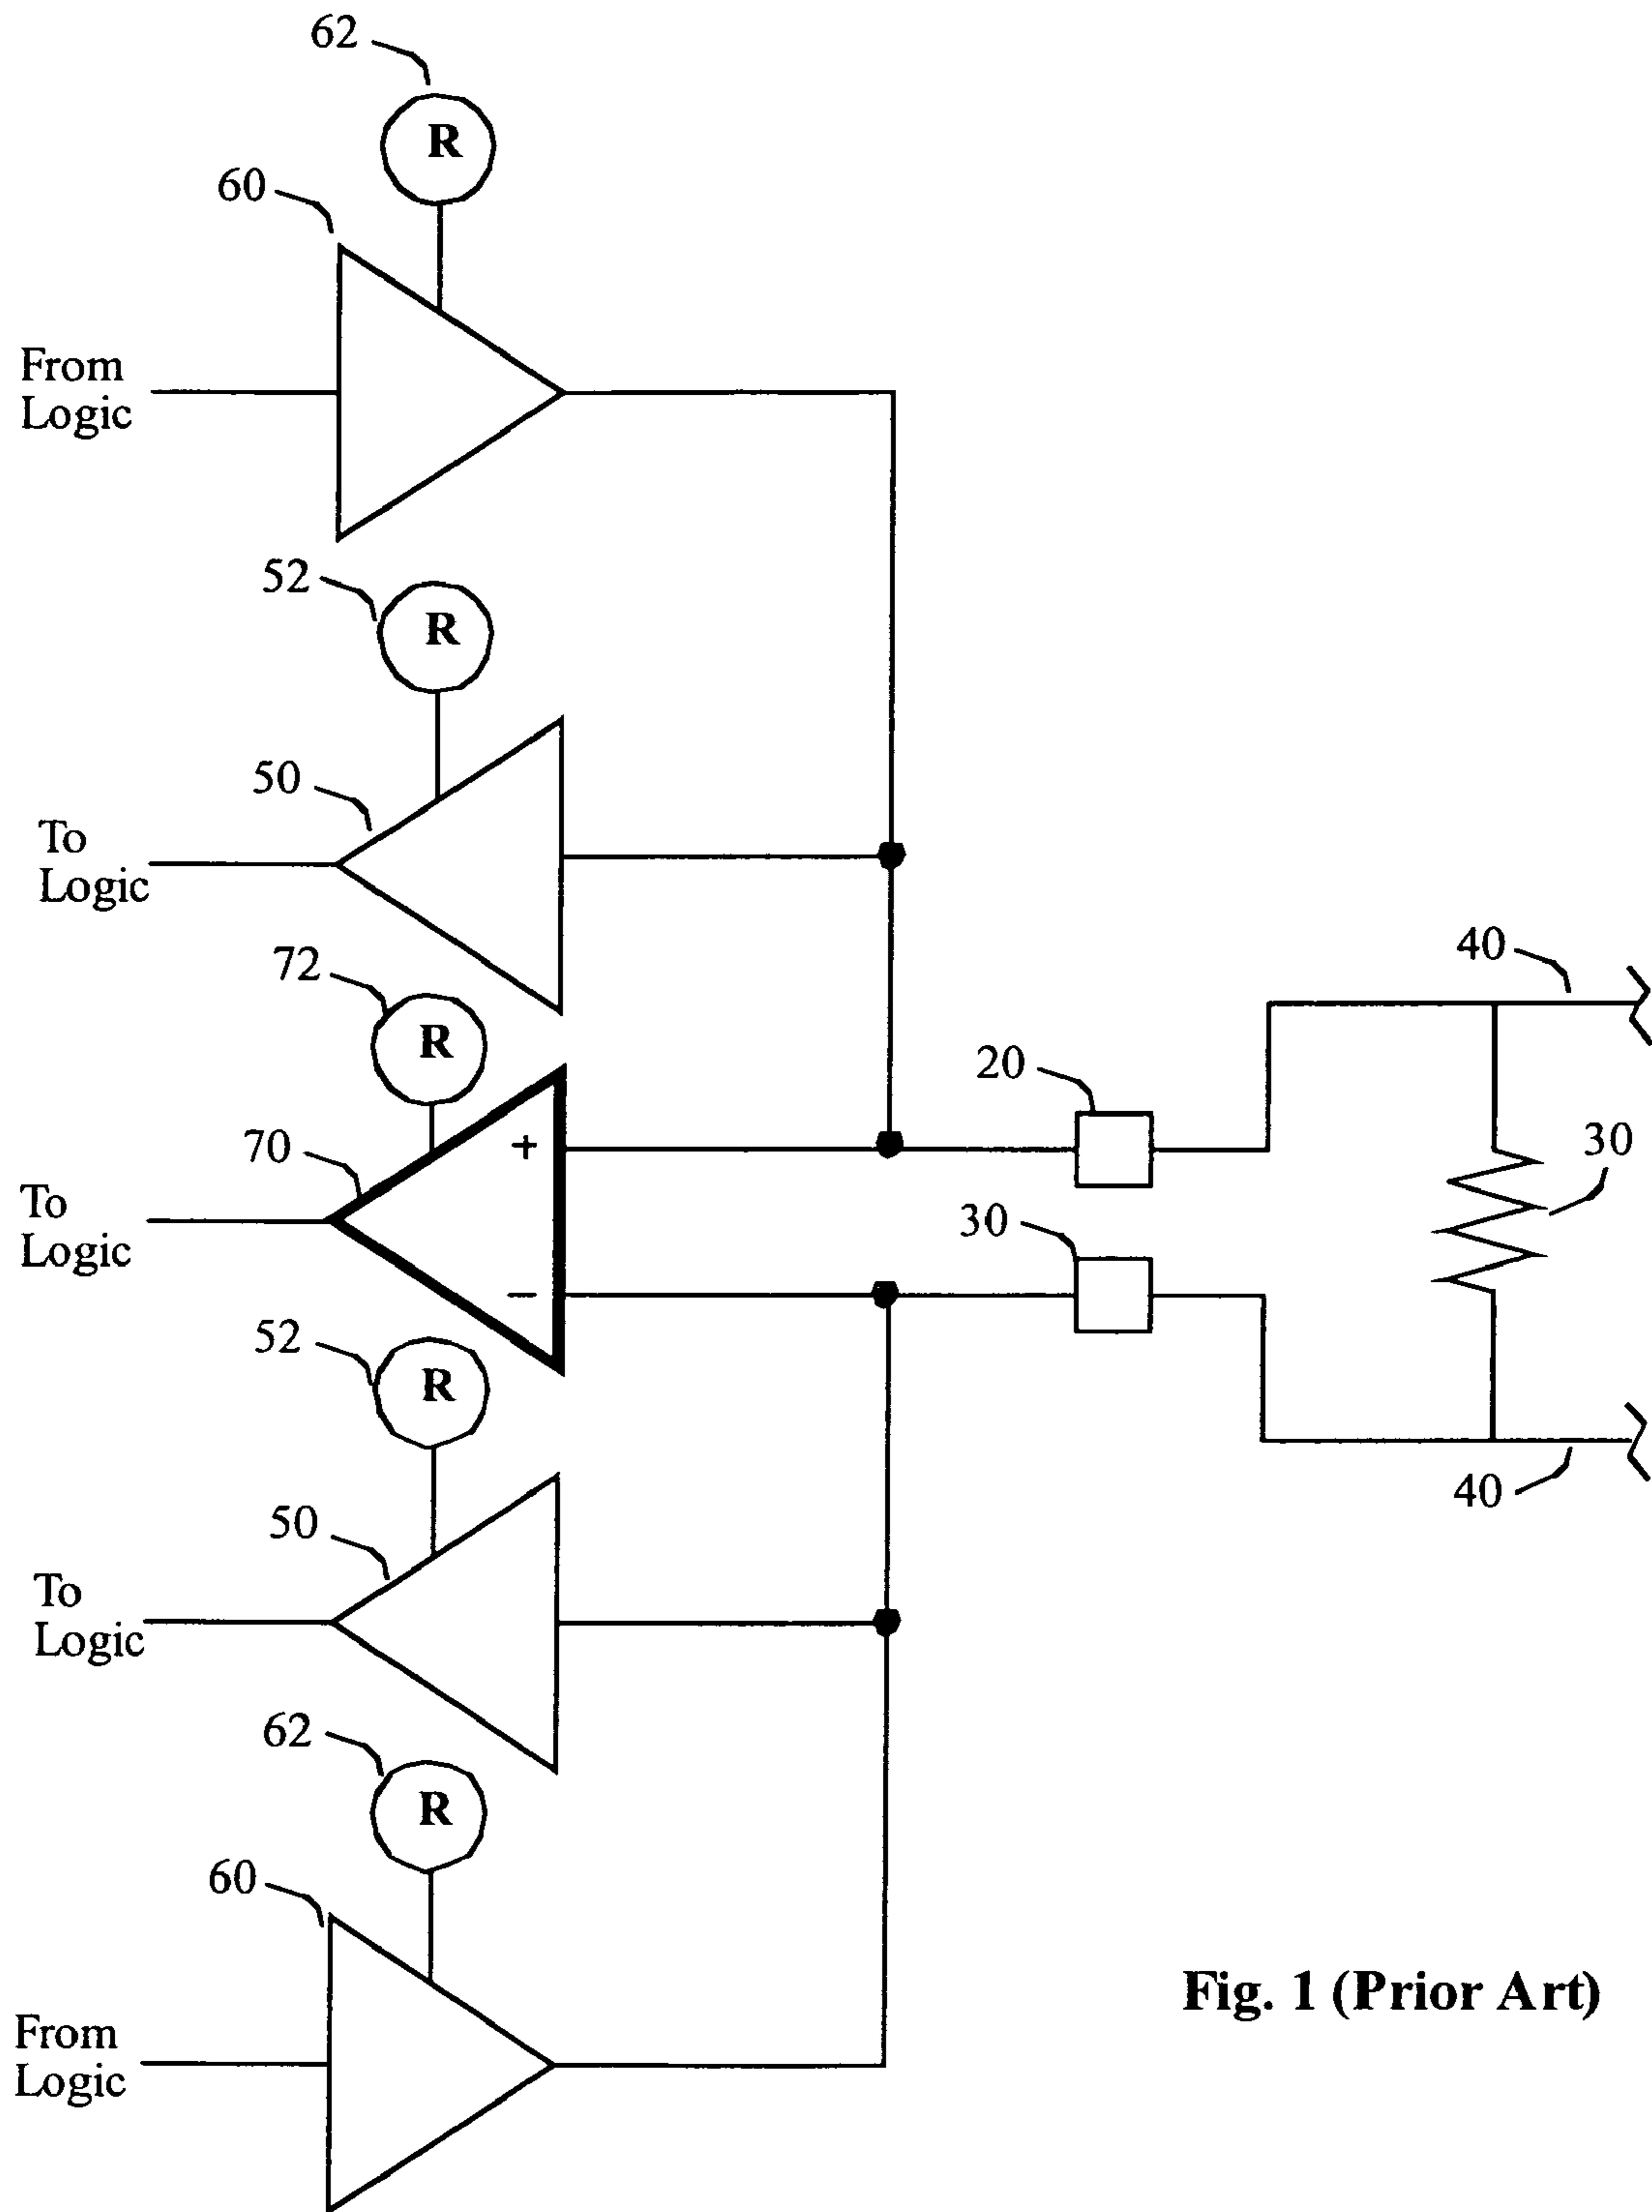 62
R
60
From
Logic
52
R
50
To
Logic
72
R
40
20
70
+
30
To
Logic
30
−
52
R
40
50
To
Logic
62
R
60
Fig. 1 (Prior Art)
From
Logic